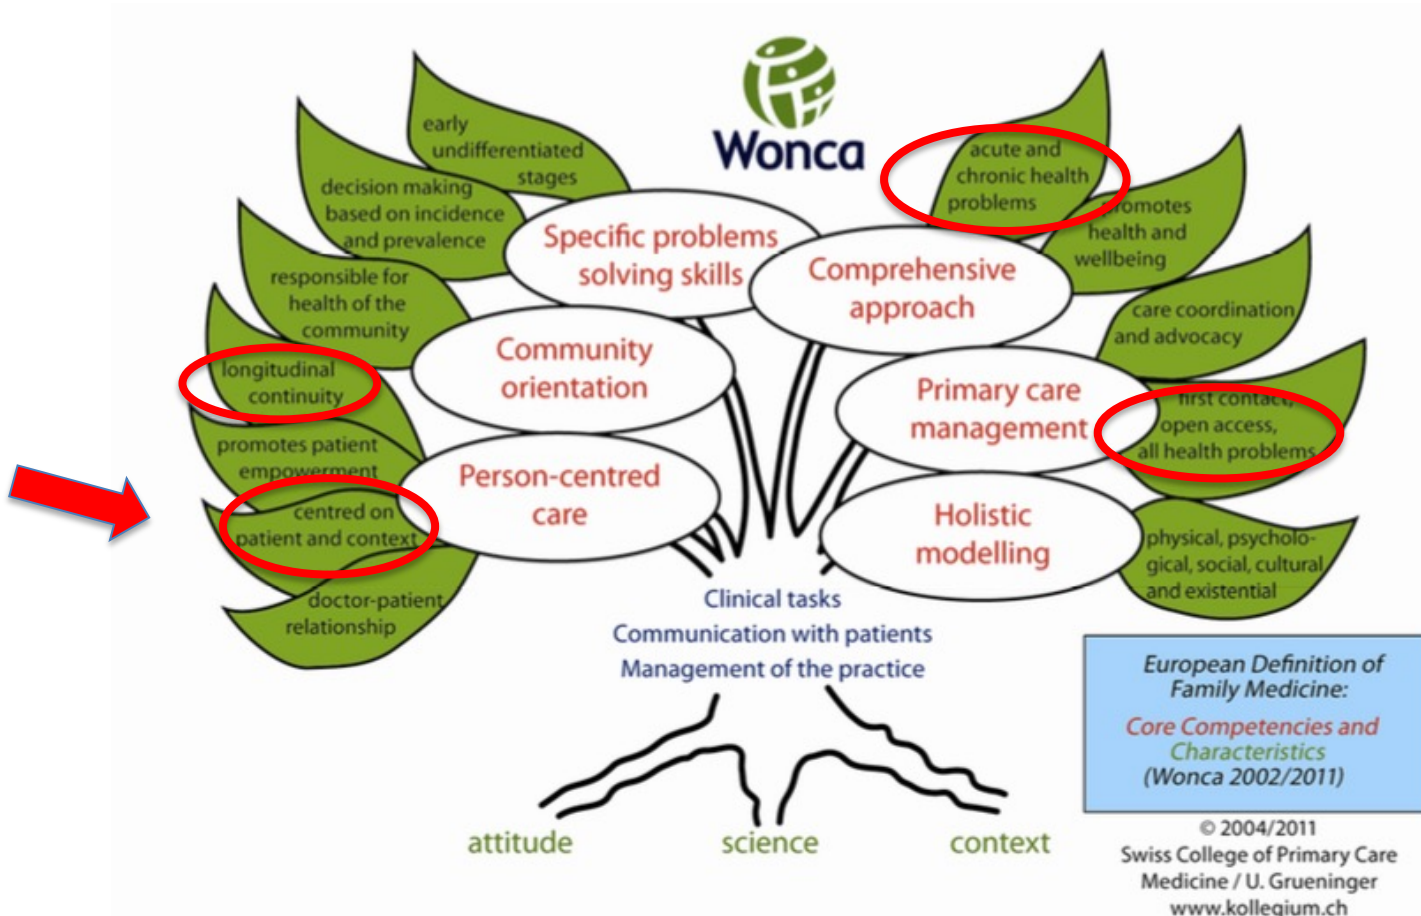 Wonca
early
undifferentiated
stages
decision making
based on incidence
and prevalence
responsible for
health of the
community
longitudinal
continuity
promotes patient
empowerment
centred on
patient and context
doctor-patient
relationship
Specific problems
solving skills
Community
orientation
Person-centred
care
Comprehensive
approach
Primary care
management
Holistic
modelling
acute and
chronic health
problems
promotes
health and
wellbeing
care coordination
and advocacy
first contact,
open access,
all health problems
physical, psycholo-
gical, social, cultural
and existential
Clinical tasks
Communication with patients
Management of the practice
attitude
science
context
European Definition of
Family Medicine:
Core Competencies and
Characteristics
(Wonca 2002/2011)
© 2004/2011
Swiss College of Primary Care
Medicine / U. Grueninger
www.kollegium.ch